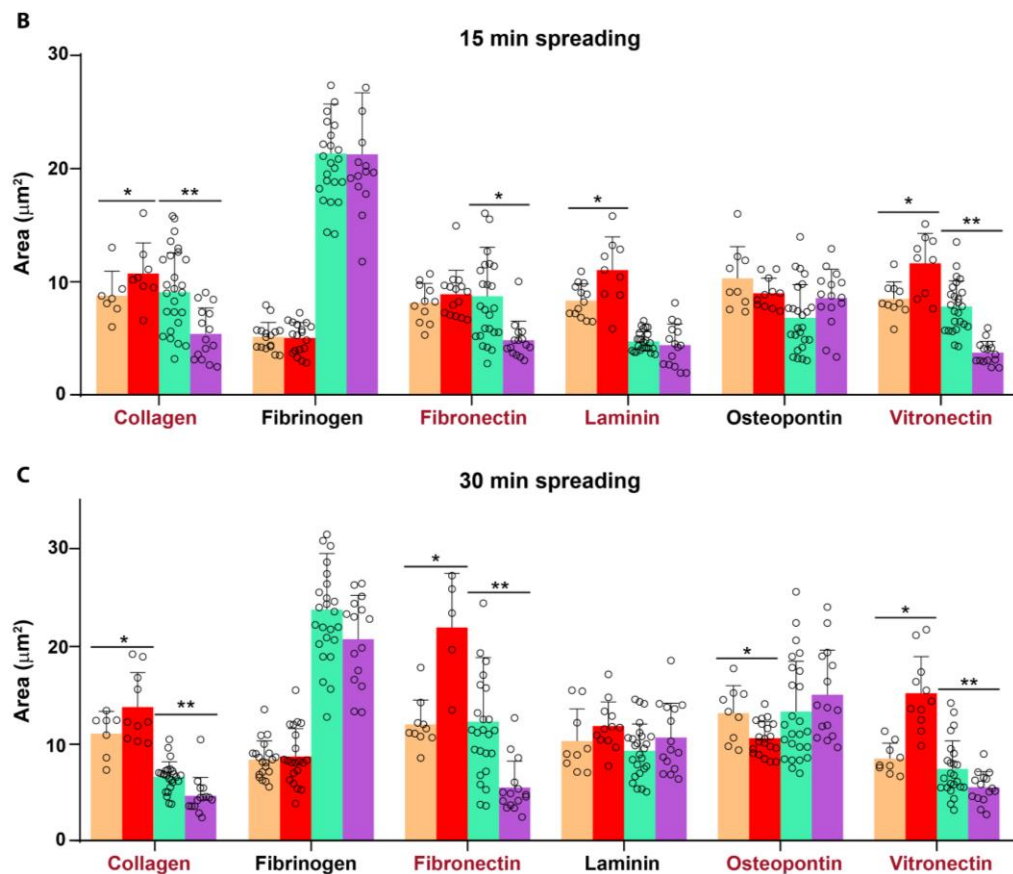 B
15 min spreading
Area (μm²)
30
20
10
0
* ** * * * **
Collagen Fibrinogen Fibronectin Laminin Osteopontin Vitronectin
C
30 min spreading
Area (μm²)
30
20
10
0
* ** * ** * * **
Collagen Fibrinogen Fibronectin Laminin Osteopontin Vitronectin